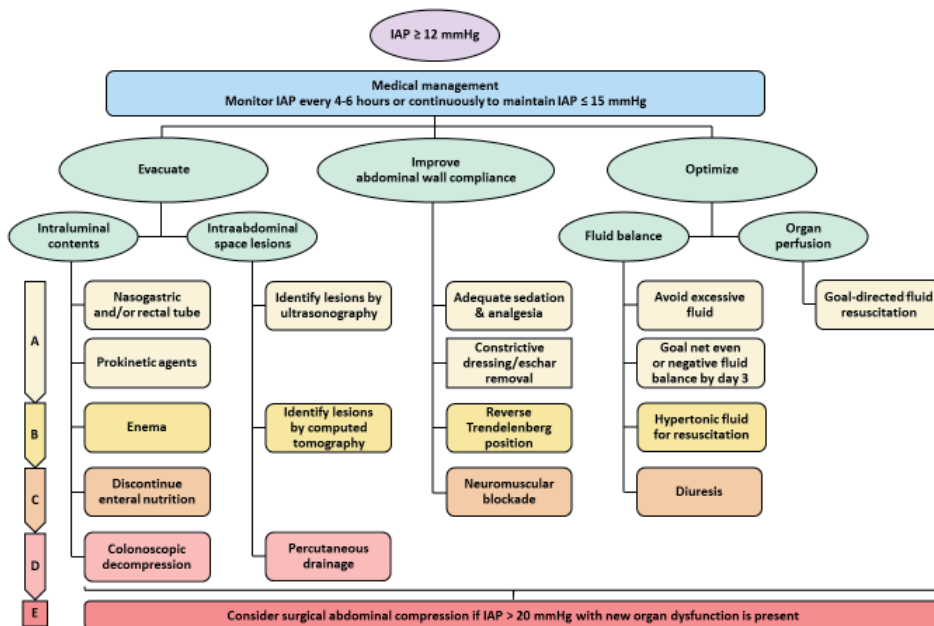 IAP ≥ 12 mmHg
Medical management
Monitor IAP every 4-6 hours or continuously to maintain IAP ≤ 15 mmHg
Evacuate
Improve
abdominal wall compliance
Optimize
Intraluminal
contents
Intraabdominal
space lesions
Fluid balance
Organ
perfusion
A
Nasogastric
and/or rectal tube
Identify lesions by
ultrasonography
Adequate sedation
& analgesia
Avoid excessive
fluid
Goal-directed fluid
resuscitation
Prokinetic agents
Constrictive
dressing/eschar
removal
Goal net even
or negative fluid
balance by day 3
B
Enema
Identify lesions
by computed
tomography
Reverse
Trendelenberg
position
Hypertonic fluid
for resuscitation
C
Discontinue
enteral nutrition
Neuromuscular
blockade
Diuresis
D
Colonoscopic
decompression
Percutaneous
drainage
E
Consider surgical abdominal compression if IAP > 20 mmHg with new organ dysfunction is present